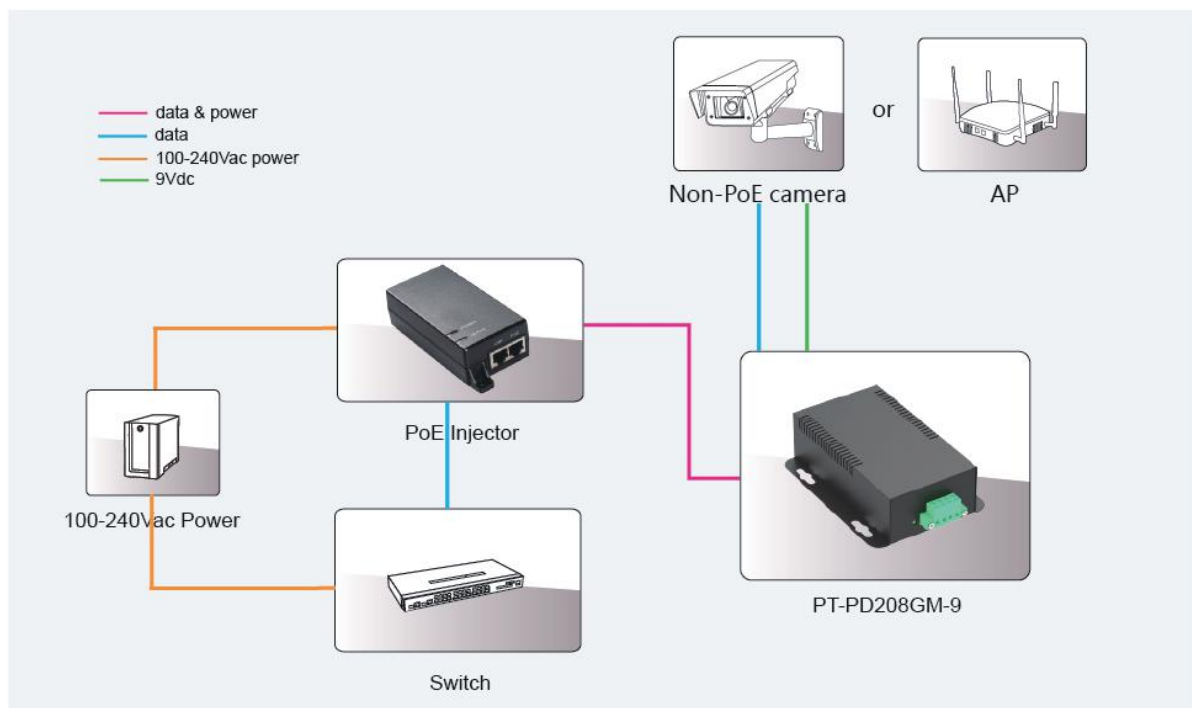 data & power
data
100-240Vac power
9Vdc
or
Non-PoE camera
AP
PoE Injector
100-240Vac Power
PT-PD208GM-9
Switch